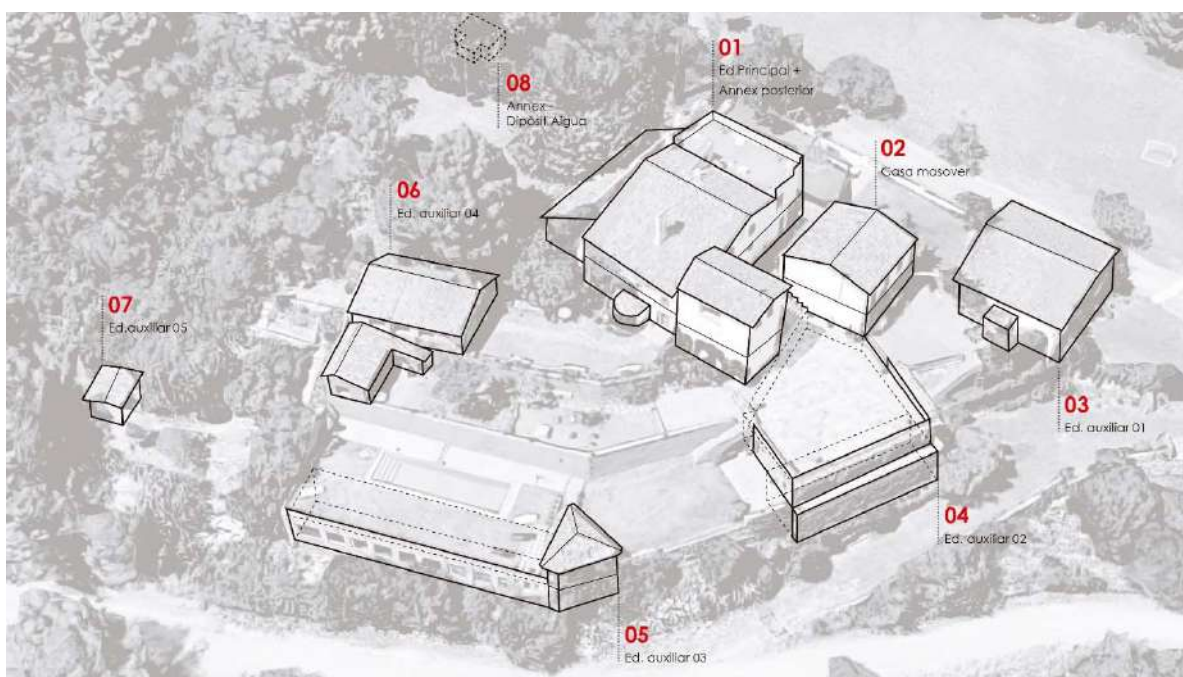 01
Ed.Principal +
Annex posterior
08
Annex -
Dipòsit Aigua
02
Casa masover
06
Ed. auxiliar 04
07
Ed.auxiliar 05
03
Ed. auxiliar 01
04
Ed. auxiliar 02
05
Ed. auxiliar 03